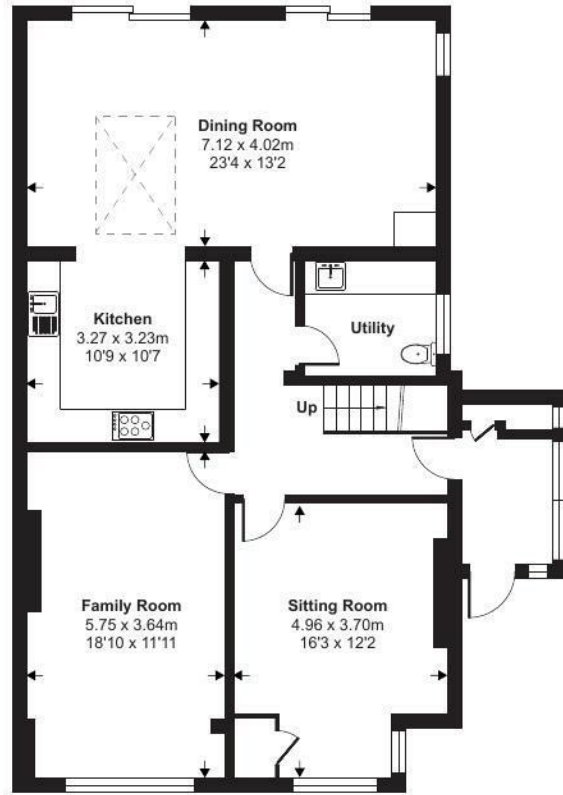 Dining Room
7.12 x 4.02m
23'4 x 13'2
Kitchen
3.27 x 3.23m
10'9 x 10'7
Utility
Up
Family Room
5.75 x 3.64m
18'10 x 11'11
Sitting Room
4.96 x 3.70m
16'3 x 12'2